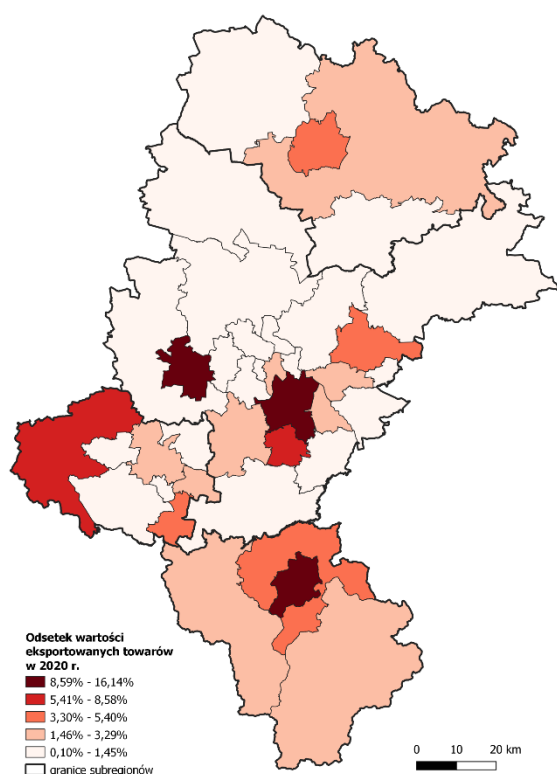 Odsetek wartości
eksportowanych towarów
w 2020 r.
8,59% - 16,14%
5,41% - 8,58%
3,30% - 5,40%
1,46% - 3,29%
0,10% - 1,45%
granice subregionów
0 10 20 km